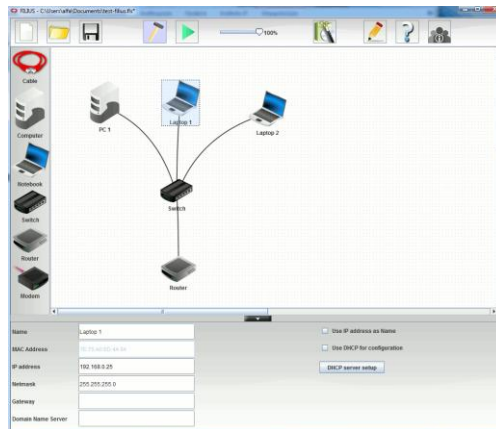 100%
Cable
Computer
Notebook
Switch
Router
Modem
PC 1
Laptop 1
Laptop 2
Switch
Router
Name
Laptop 1
MAC Address
IP address
192.168.0.25
Netmask
255.255.255.0
Gateway
Domain Name Server
Use IP address as Name
Use DHCP for configuration
DHCP server setup